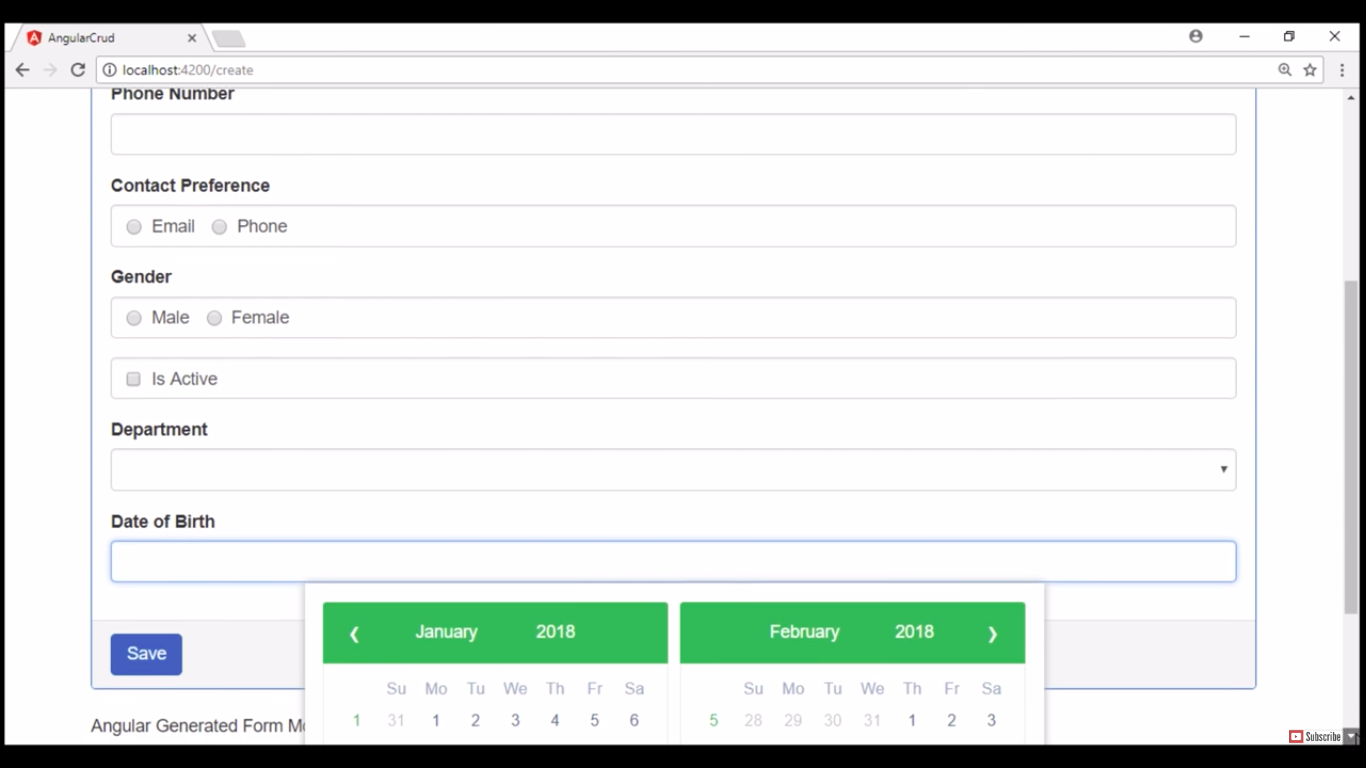 AngularCrud
localhost:4200/create
Phone Number
Contact Preference
Email Phone
Gender
Male Female
Is Active
Department
Date of Birth
January 2018 February 2018
Save
Su Mo Tu We Th Fr Sa Su Mo Tu We Th Fr Sa
1 31 1 2 3 4 5 6 5 28 29 30 31 1 2 3
Angular Generated Form Mo
Subscribe